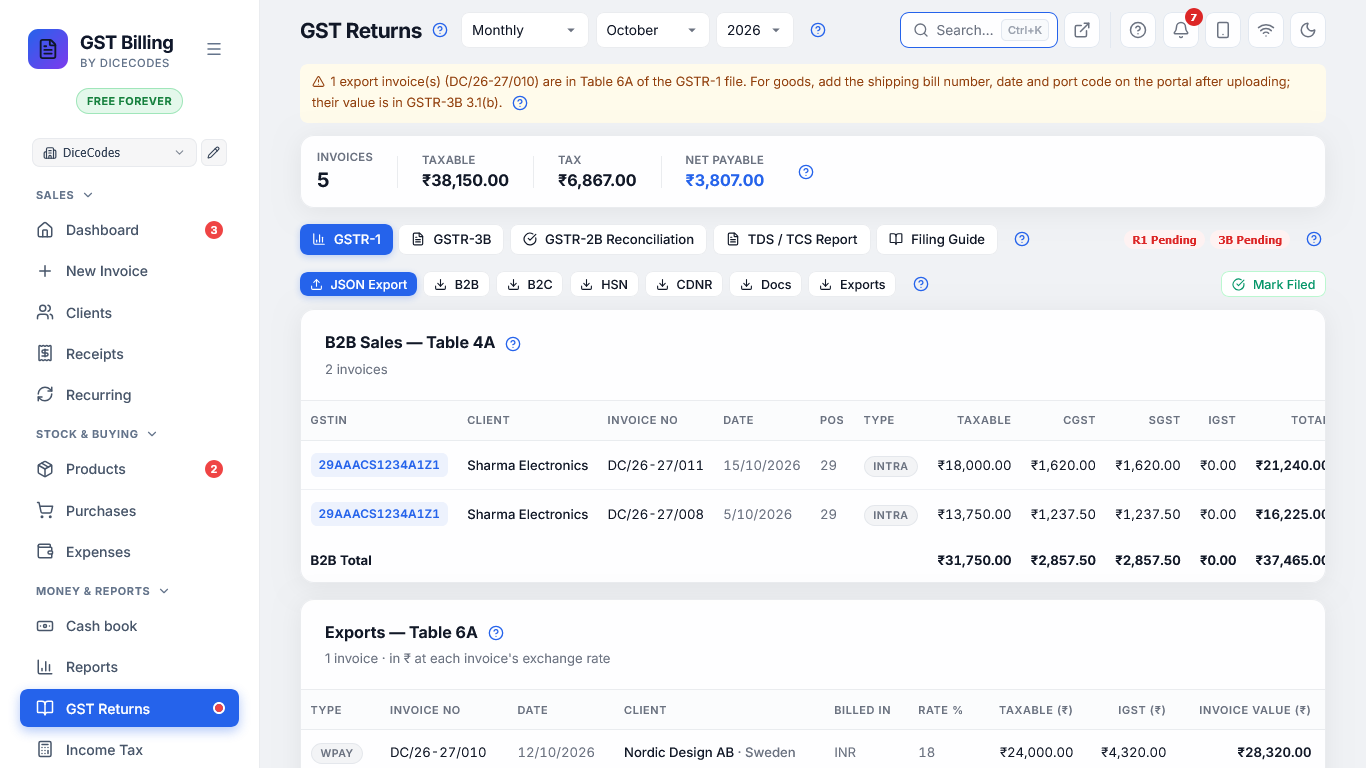 GST Billing
BY DICECODES
FREE FOREVER
DiceCodes
SALES
Dashboard 3
New Invoice
Clients
Receipts
Recurring
STOCK & BUYING
Products 2
Purchases
Expenses
MONEY & REPORTS
Cash book
Reports
GST Returns
Income Tax
GST Returns Monthly October 2026 Search... Ctrl+K 7
1 export invoice(s) (DC/26-27/010) are in Table 6A of the GSTR-1 file. For goods, add the shipping bill number, date and port code on the portal after uploading;
their value is in GSTR-3B 3.1(b).
INVOICES TAXABLE TAX NET PAYABLE
5 ₹38,150.00 ₹6,867.00 ₹3,807.00
GSTR-1 GSTR-3B GSTR-2B Reconciliation TDS / TCS Report Filing Guide R1 Pending 3B Pending
JSON Export B2B B2C HSN CDNR Docs Exports Mark Filed
B2B Sales — Table 4A
2 invoices
GSTIN CLIENT INVOICE NO DATE POS TYPE TAXABLE CGST SGST IGST TOTAL
29AAACS1234A1Z1 Sharma Electronics DC/26-27/011 15/10/2026 29 INTRA ₹18,000.00 ₹1,620.00 ₹1,620.00 ₹0.00 ₹21,240.00
29AAACS1234A1Z1 Sharma Electronics DC/26-27/008 5/10/2026 29 INTRA ₹13,750.00 ₹1,237.50 ₹1,237.50 ₹0.00 ₹16,225.00
B2B Total ₹31,750.00 ₹2,857.50 ₹2,857.50 ₹0.00 ₹37,465.00
Exports — Table 6A
1 invoice · in ₹ at each invoice's exchange rate
TYPE INVOICE NO DATE CLIENT BILLED IN RATE % TAXABLE (₹) IGST (₹) INVOICE VALUE (₹)
WPAY DC/26-27/010 12/10/2026 Nordic Design AB · Sweden INR 18 ₹24,000.00 ₹4,320.00 ₹28,320.00